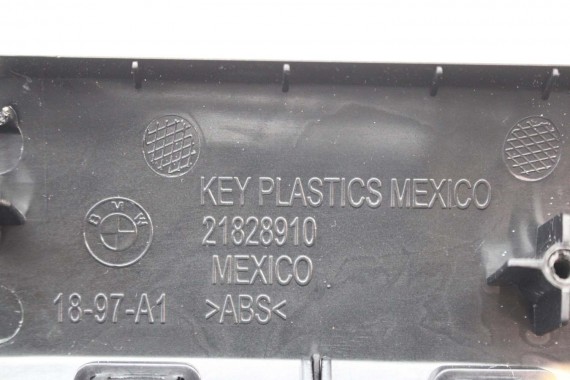 KEY PLASTICS MEXICO
BMW
21828910
MEXICO
18-97-A1 >ABS<